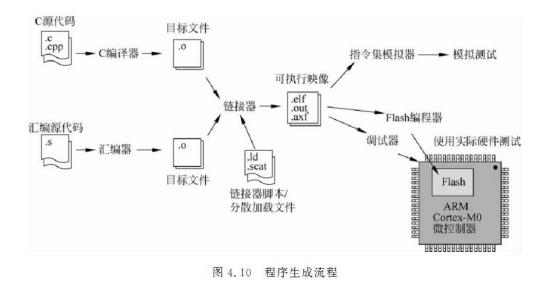 C源代码
.c
.cpp
C编译器
目标文件
.o
汇编源代码
.s
汇编器
.o
目标文件
链接器
.ld
.scat
链接器脚本/
分散加载文件
可执行映像
.elf
.out
.axf
指令集模拟器
模拟测试
Flash编程器
调试器
使用实际硬件测试
Flash
ARM
Cortex-M0
微控制器
图 4.10 程序生成流程